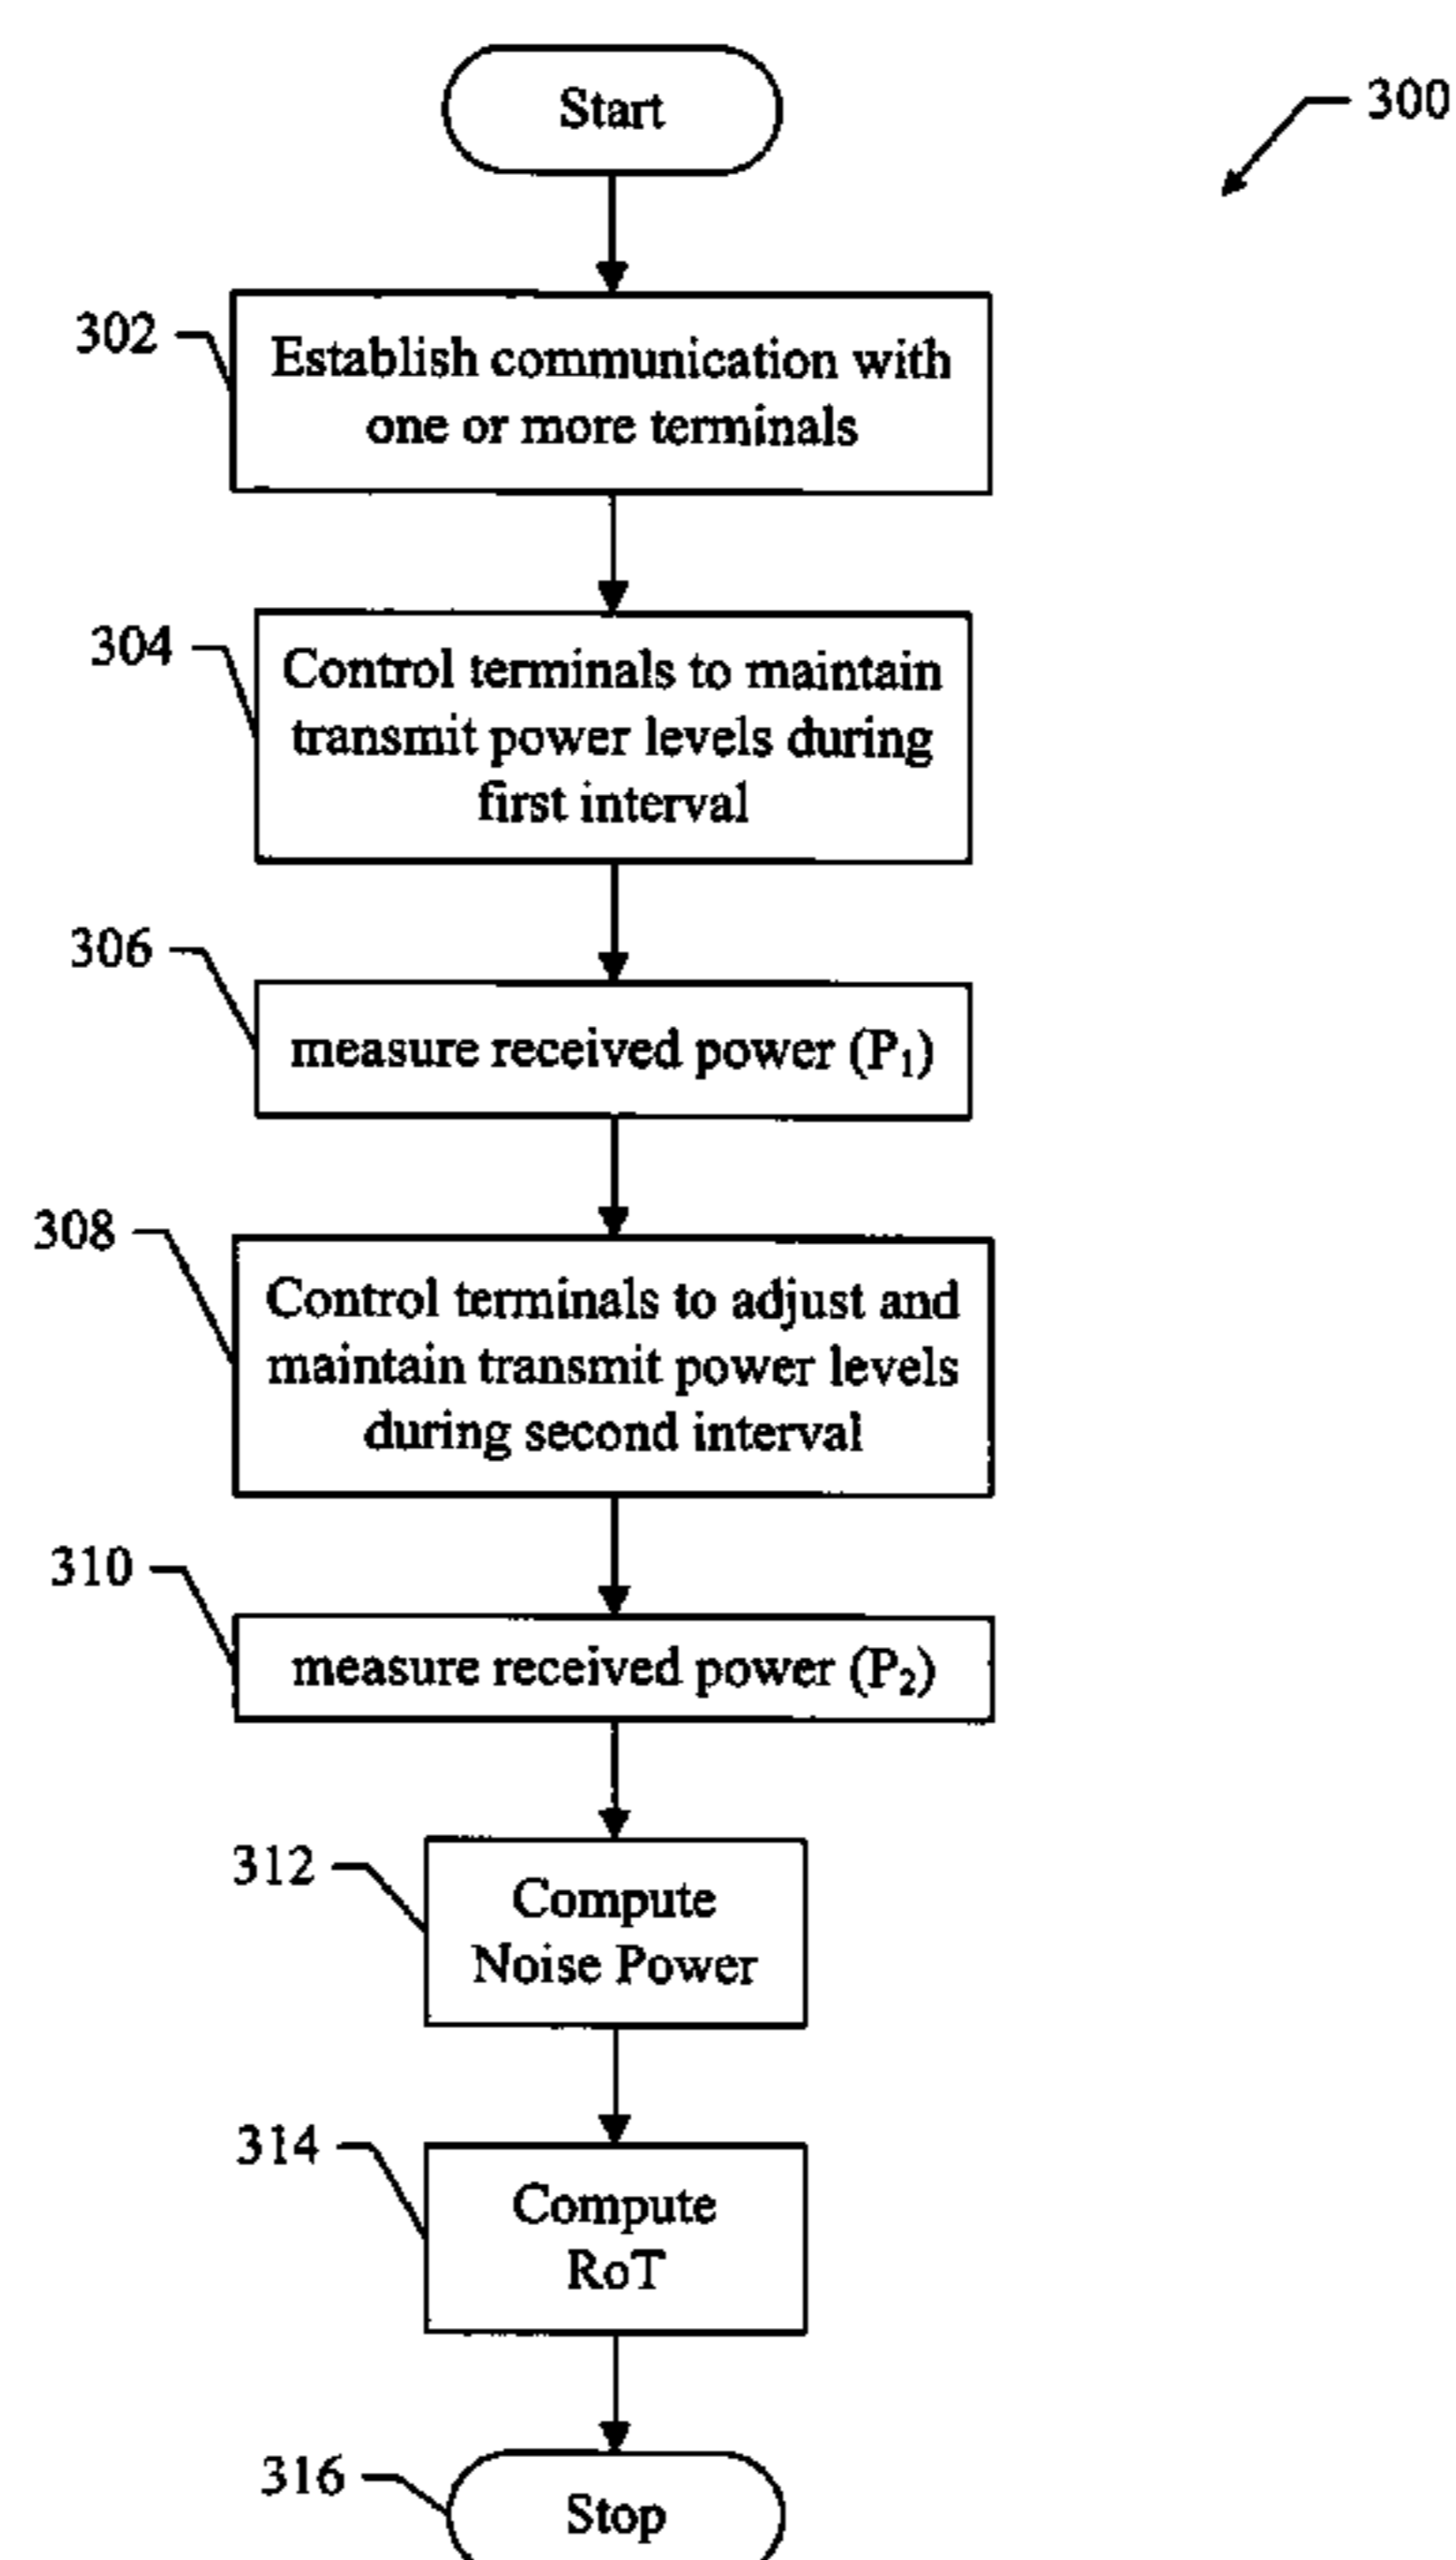 Start
300
302
Establish communication with
one or more terminals
304
Control terminals to maintain
transmit power levels during
first interval
306
measure received power (P₁)
308
Control terminals to adjust and
maintain transmit power levels
during second interval
310
measure received power (P₂)
312
Compute
Noise Power
314
Compute
RoT
316
Stop